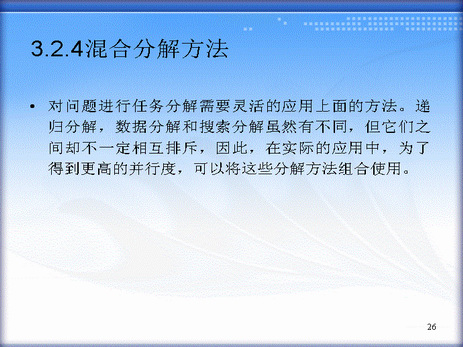 3.2.4混合分解方法
• 对问题进行任务分解需要灵活的应用上面的方法。递
归分解，数据分解和搜索分解虽然有不同，但它们之
间却不一定相互排斥，因此，在实际的应用中，为了
得到更高的并行度，可以将这些分解方法组合使用。
26